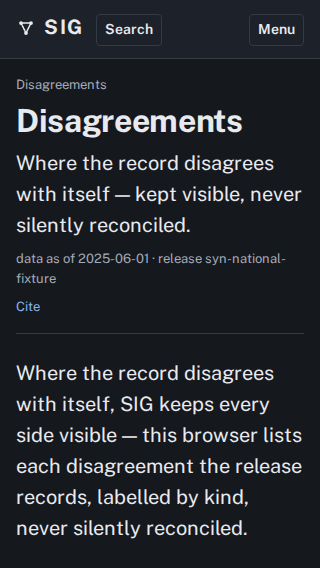 SIG
Search
Menu
Disagreements
Disagreements
Where the record disagrees
with itself — kept visible, never
silently reconciled.
data as of 2025-06-01 · release syn-national-
fixture
Cite
Where the record disagrees
with itself, SIG keeps every
side visible — this browser lists
each disagreement the release
records, labelled by kind,
never silently reconciled.